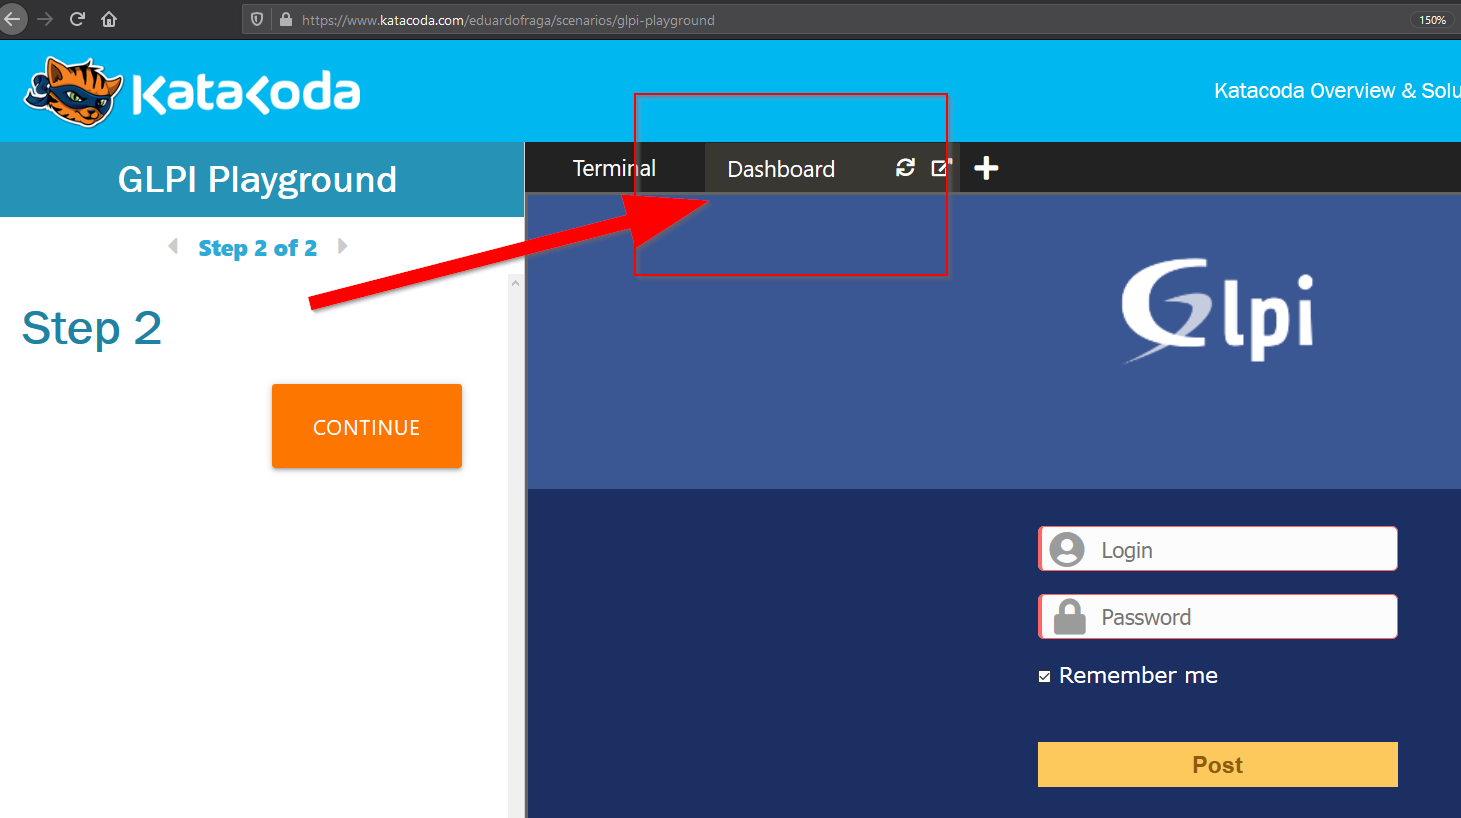 https://www.katacoda.com/eduardofraga/scenarios/glpi-playground
150%
KataKoda
Katacoda Overview & Solu
GLPI Playground
Terminal
Dashboard
Step 2 of 2
Step 2
CONTINUE
Glpi
Login
Password
Remember me
Post